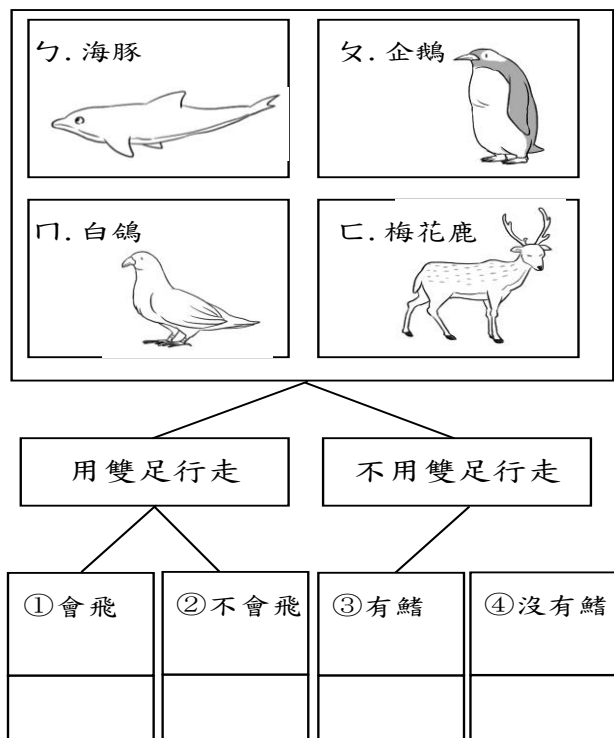 ㄅ.海豚
ㄆ.企鵝
ㄇ.白鴿
ㄈ.梅花鹿
用雙足行走
不用雙足行走
①會飛
②不會飛
③有鰭
④沒有鰭